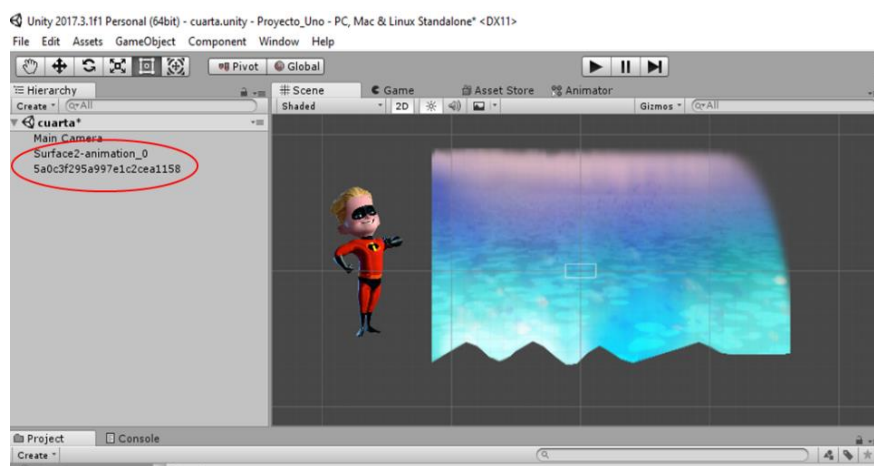 Unity 2017.3.1f1 Personal (64bit) - cuarta.unity - Proyecto_Uno - PC, Mac & Linux Standalone* <DX11>
File Edit Assets GameObject Component Window Help
Pivot Global
Hierarchy
Create All
cuarta*
Main Camera
Surface2-animation_0
5a0c3f295a997e1c2cea1158
Scene Game Asset Store Animator
Shaded 2D Gizmos All
Project Console
Create